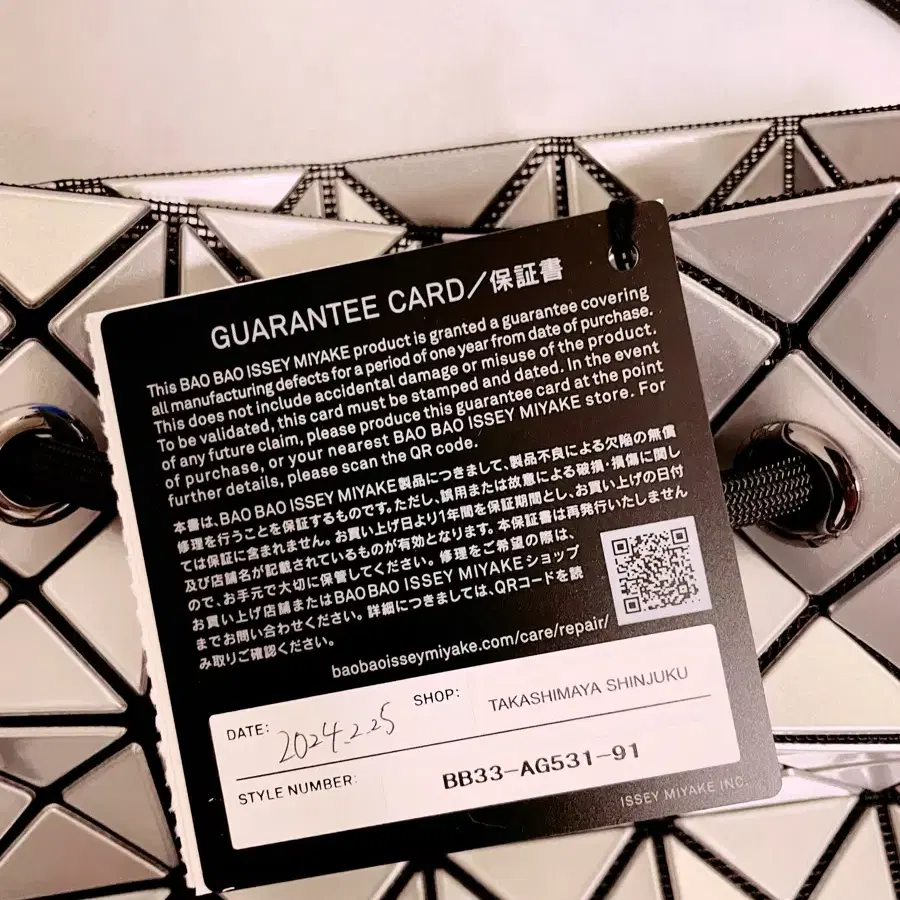 GUARANTEE CARD/保証書
This BAO BAO ISSEY MIYAKE product is granted a guarantee covering
all manufacturing defects for a period of one year from date of purchase.
This does not include accidental damage or misuse of the product.
To be validated, this card must be stamped and dated. In the event
of any future claim, please produce this guarantee card at the point
of purchase, or your nearest BAO BAO ISSEY MIYAKE store. For
further details, please scan the QR code.
本書は、BAO BAO ISSEY MIYAKE製品につきまして、製品不良による欠陥の無償
修理を行うことを保証するものです。ただし、誤用または故意による破損・損傷に関し
ては保証に含まれません。お買い上げ日より1年間を保証期間とし、お買い上げの日付
及び店舗名が記載されているものが有効となります。本保証書は再発行いたしません
ので、お手元で大切に保管してください。修理をご希望の際は、
お買い上げ店舗またはBAO BAO ISSEY MIYAKEショップ
までお問い合わせください。詳細につきましては、QRコードを読
み取りご確認ください。
baobaoisseymiyake.com/care/repair/
DATE: 2024.2.25 SHOP: TAKASHIMAYA SHINJUKU
STYLE NUMBER: BB33-AG531-91
ISSEY MIYAKE INC.